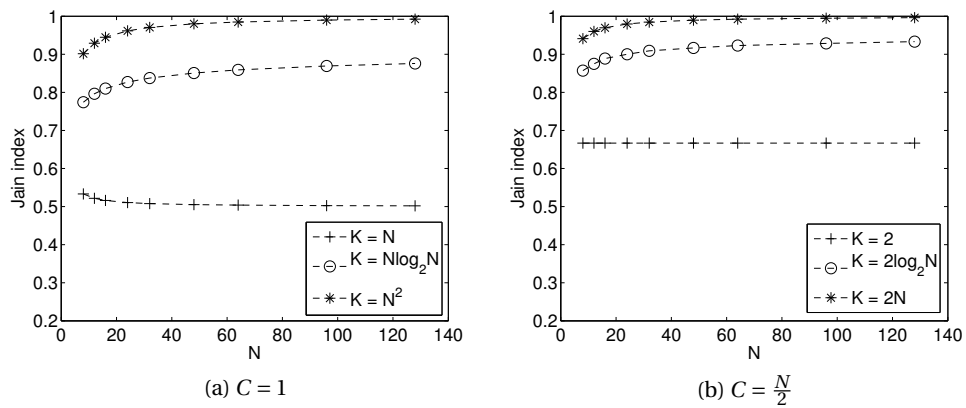 1
0.9
0.8
0.7
0.6
0.5
0.4
0.3
0.2
Jain index
K = N
K = Nlog₂N
K = N²
0 20 40 60 80 100 120 140
N
(a) C = 1
1
0.9
0.8
0.7
0.6
0.5
0.4
0.3
0.2
Jain index
K = 2
K = 2log₂N
K = 2N
0 20 40 60 80 100 120 140
N
(b) C = N/2